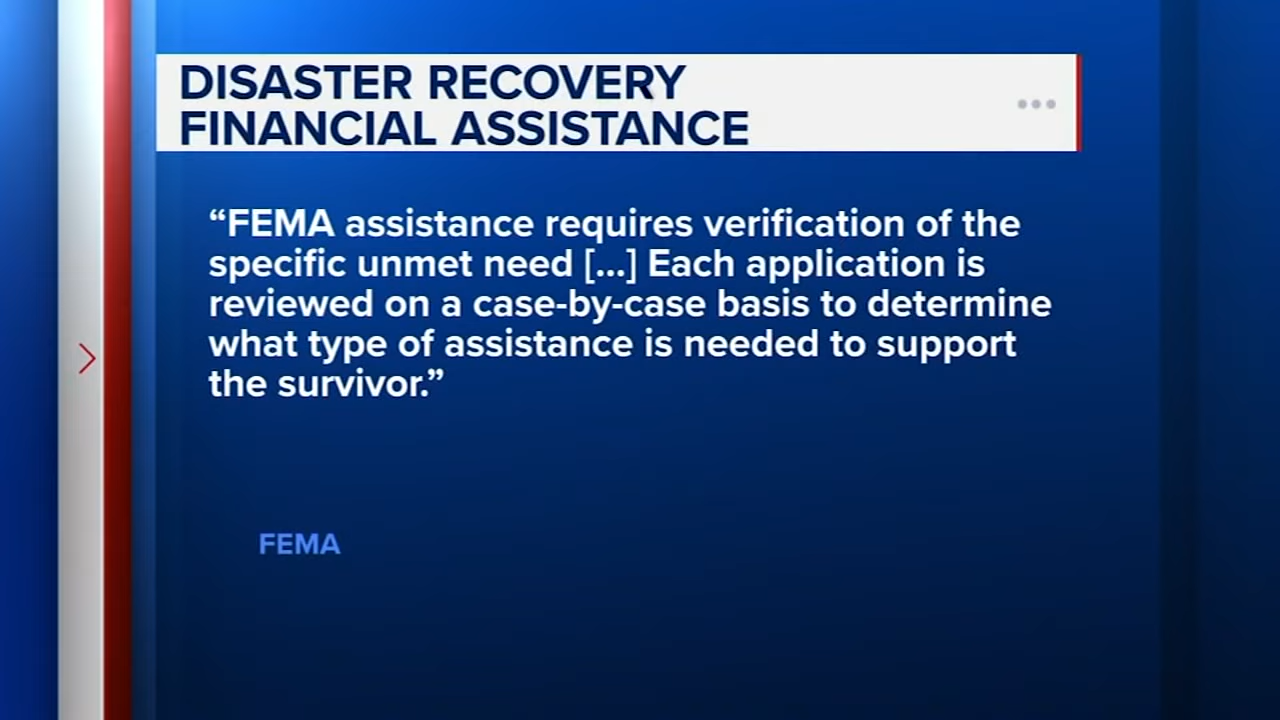 DISASTER RECOVERY
FINANCIAL ASSISTANCE
“FEMA assistance requires verification of the
specific unmet need [...] Each application is
reviewed on a case-by-case basis to determine
what type of assistance is needed to support
the survivor.”
FEMA